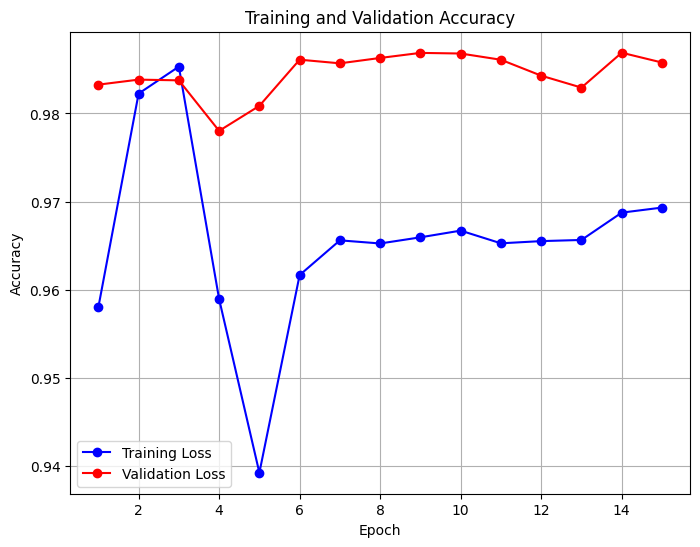 Training and Validation Accuracy
Accuracy
0.98
0.97
0.96
0.95
0.94
Training Loss
Validation Loss
2 4 6 8 10 12 14
Epoch